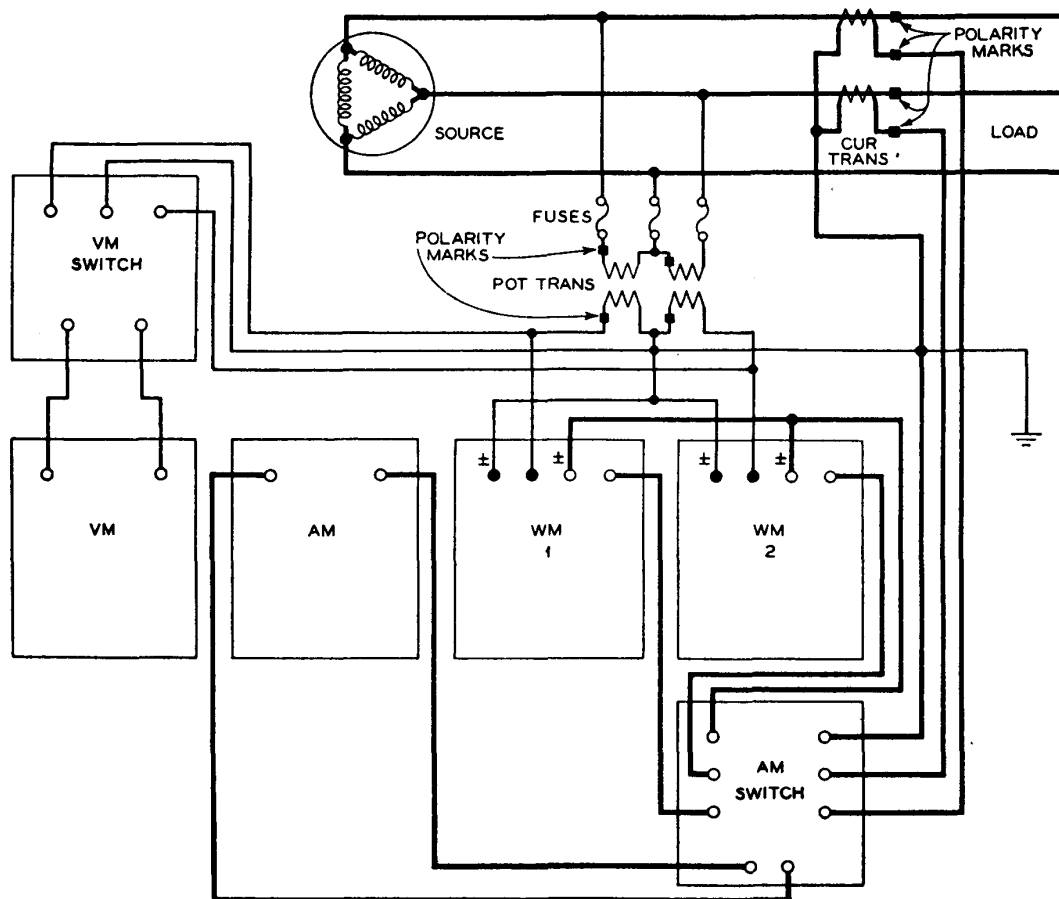 POLARITY
MARKS
SOURCE
LOAD
CUR
TRANS
FUSES
VM
SWITCH
POLARITY
MARKS
POT TRANS
± ± ± ±
VM
AM
WM
1
WM
2
AM
SWITCH